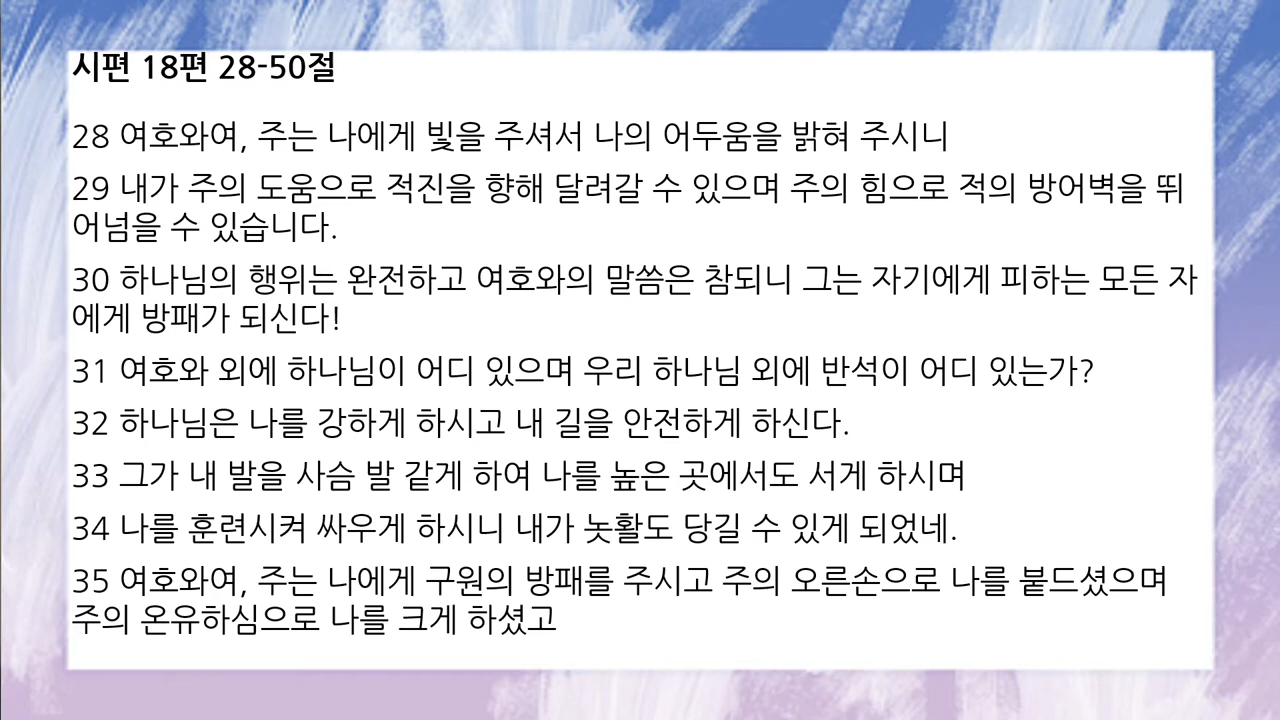 시편 18편 28-50절
28 여호와여, 주는 나에게 빛을 주셔서 나의 어두움을 밝혀 주시니
29 내가 주의 도움으로 적진을 향해 달려갈 수 있으며 주의 힘으로 적의 방어벽을 뛰
어넘을 수 있습니다.
30 하나님의 행위는 완전하고 여호와의 말씀은 참되니 그는 자기에게 피하는 모든 자
에게 방패가 되신다!
31 여호와 외에 하나님이 어디 있으며 우리 하나님 외에 반석이 어디 있는가?
32 하나님은 나를 강하게 하시고 내 길을 안전하게 하신다.
33 그가 내 발을 사슴 발 같게 하여 나를 높은 곳에서도 서게 하시며
34 나를 훈련시켜 싸우게 하시니 내가 놋활도 당길 수 있게 되었네.
35 여호와여, 주는 나에게 구원의 방패를 주시고 주의 오른손으로 나를 붙드셨으며
주의 온유하심으로 나를 크게 하셨고